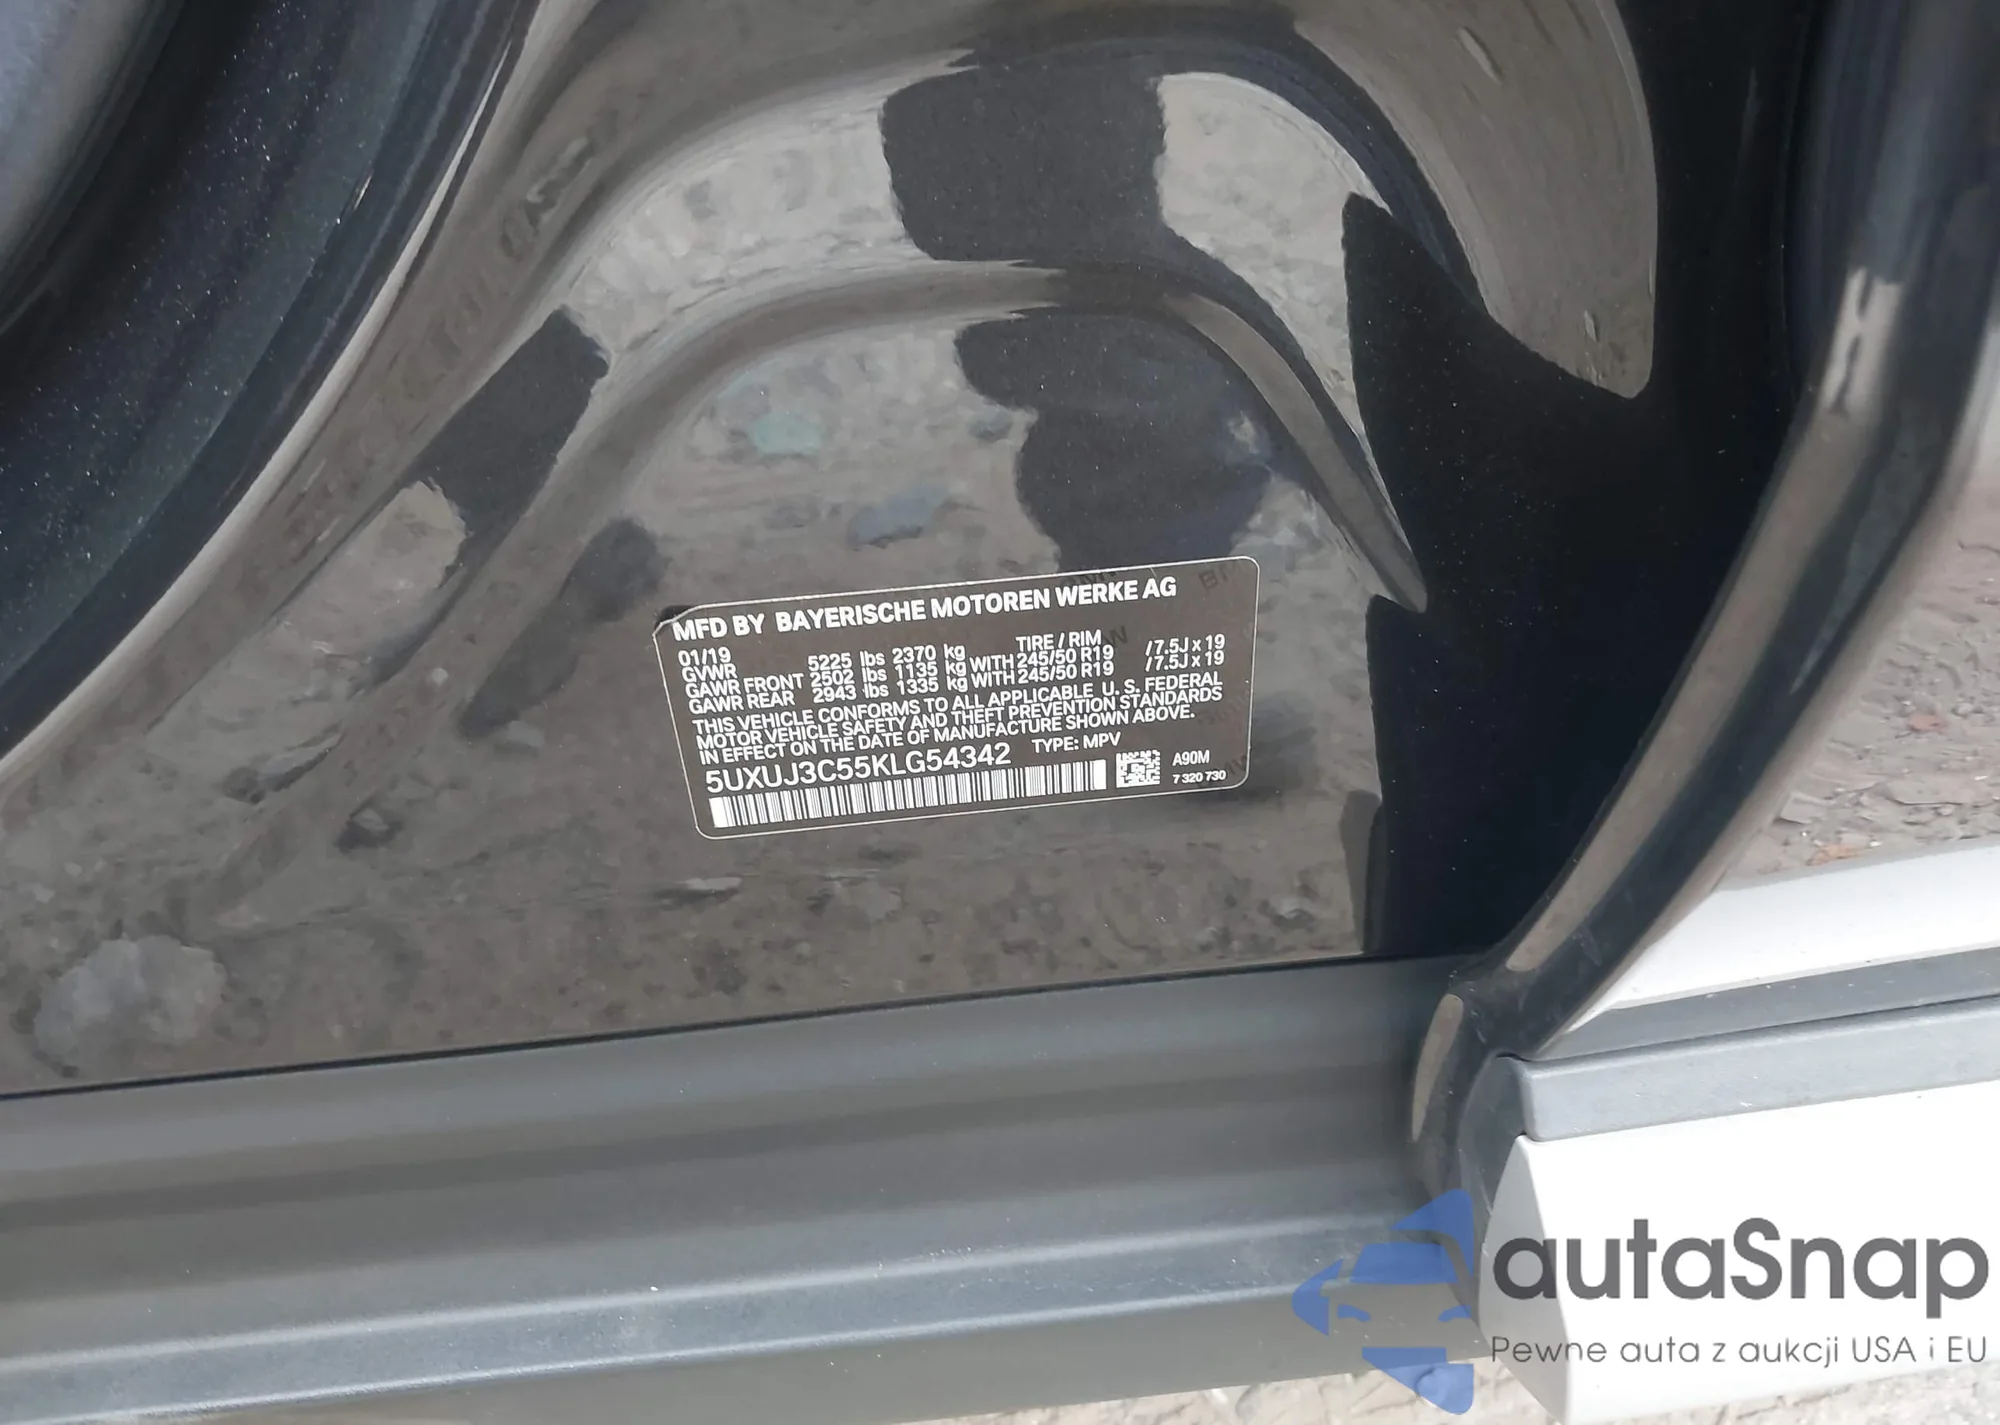 MFD BY BAYERISCHE MOTOREN WERKE AG
01/19 TIRE / RIM
GVWR 5225 lbs 2370 kg
GAWR FRONT 2502 lbs 1135 kg WITH 245/50 R19 /7.5J x 19
GAWR REAR 2943 lbs 1335 kg WITH 245/50 R19 /7.5J x 19
THIS VEHICLE CONFORMS TO ALL APPLICABLE U. S. FEDERAL
MOTOR VEHICLE SAFETY AND THEFT PREVENTION STANDARDS
IN EFFECT ON THE DATE OF MANUFACTURE SHOWN ABOVE.
5UXUJ3C55KLG54342 TYPE: MPV
A90M
7 320 730
autaSnap
Pewne auta z aukcji USA i EU